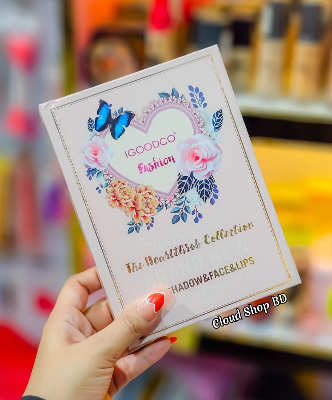 IGOODCO
Fashion
The Heartthrob Collection
SHADOW&FACE&LIPS
Cloud Shop BD